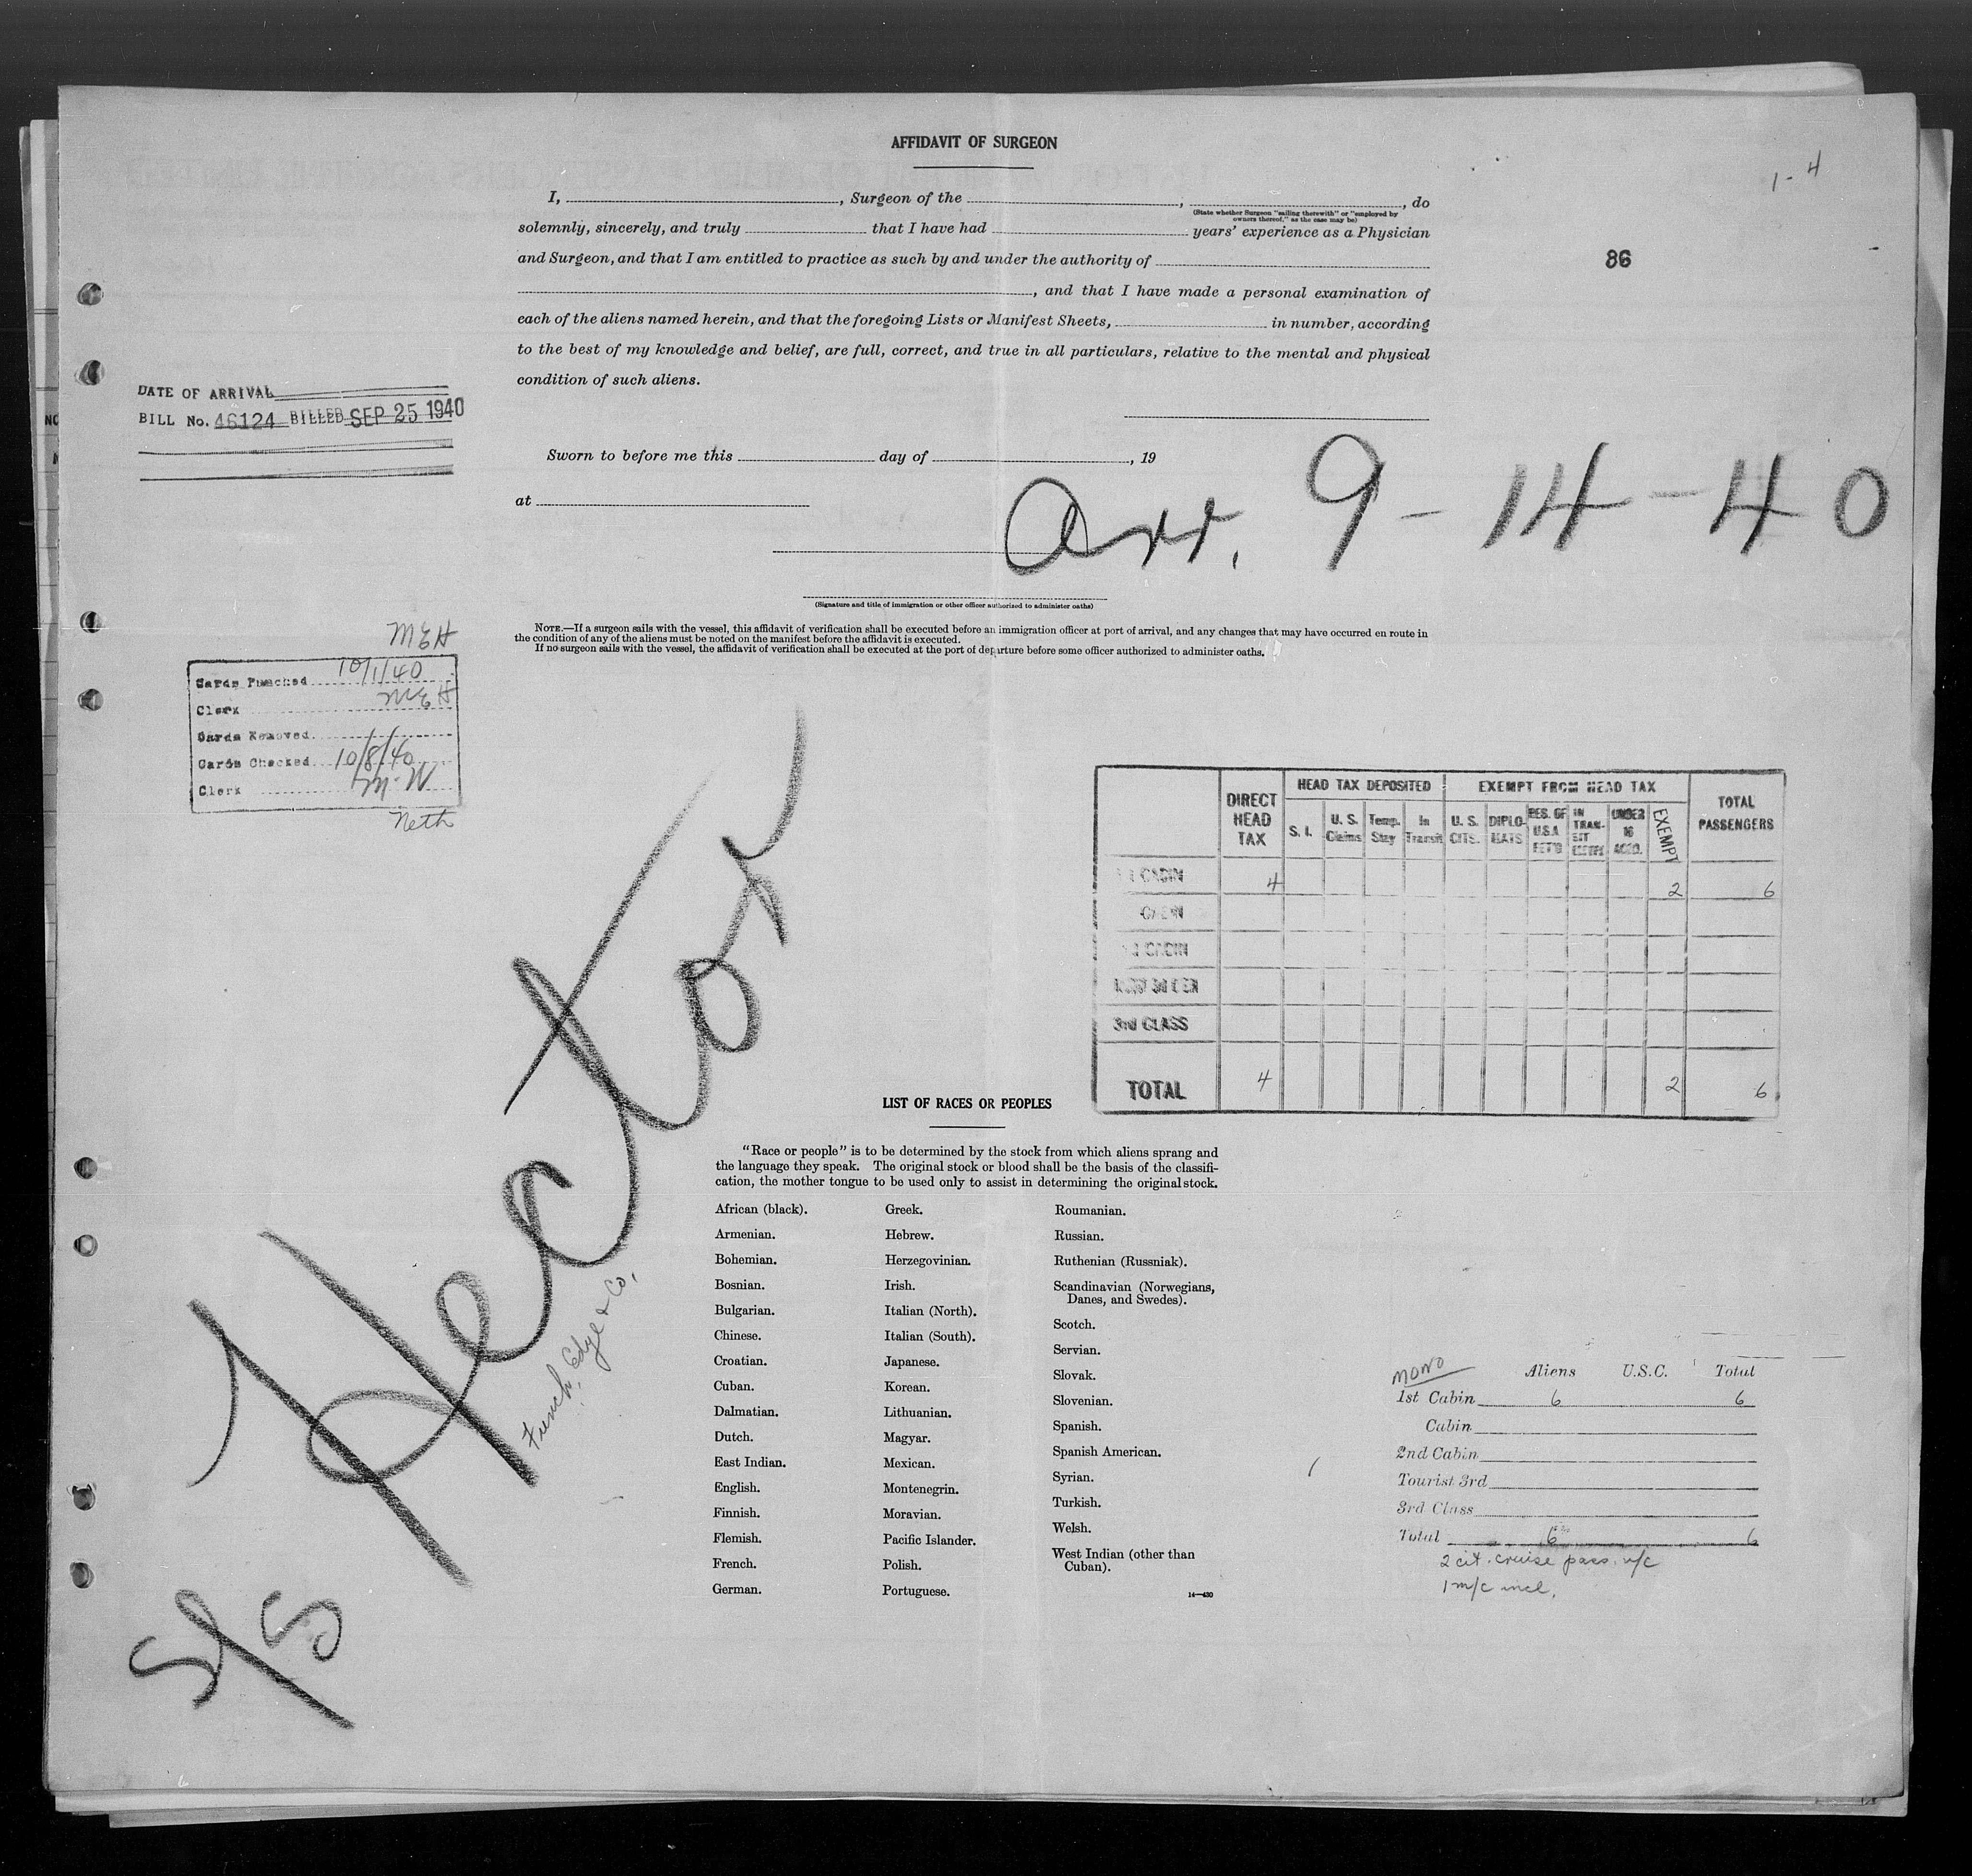 AFFIDAVIT OF SURGEON
1-4
I, , Surgeon of the , , do
(State whether Surgeon "sailing therewith" or "employed by
owners thereof," as the case may be)
solemnly, sincerely, and truly that I have had years' experience as a Physician
and Surgeon, and that I am entitled to practice as such by and under the authority of
86
, and that I have made a personal examination of
each of the aliens named herein, and that the foregoing Lists or Manifest Sheets, in number, according
to the best of my knowledge and belief, are full, correct, and true in all particulars, relative to the mental and physical
condition of such aliens.
DATE OF ARRIVAL
BILL No. 46124 BILLED SEP 25 1940
Sworn to before me this day of , 19
at
Arr. 9-14-40
(Signature and title of immigration or other officer authorized to administer oaths)
NOTE.—If a surgeon sails with the vessel, this affidavit of verification shall be executed before an immigration officer at port of arrival, and any changes that may have occurred en route in
the condition of any of the aliens must be noted on the manifest before the affidavit is executed.
If no surgeon sails with the vessel, the affidavit of verification shall be executed at the port of departure before some officer authorized to administer oaths.
MEH
Cards Punched 10/1/40
Clerk MEH
Cards Removed
Cards Checked 10/8/40
Clerk M-W
Neth
DIRECT HEAD TAX HEAD TAX DEPOSITED EXEMPT FROM HEAD TAX TOTAL PASSENGERS
S. I. U. S. Claims Temp. Stay In Transit U. S. CITS. DIPLO-MATS RES. OF U.S.A RET'D IN TRAN-SIT UNDER 16 ACCD. EXEMPT
CABIN 4 2 6
CABIN
CABIN
3rd CLASS
TOTAL 4 2 6
S/S Hector
Funch, Edye & Co.
LIST OF RACES OR PEOPLES
"Race or people" is to be determined by the stock from which aliens sprang and
the language they speak. The original stock or blood shall be the basis of the classifi-
cation, the mother tongue to be used only to assist in determining the original stock.
African (black).
Armenian.
Bohemian.
Bosnian.
Bulgarian.
Chinese.
Croatian.
Cuban.
Dalmatian.
Dutch.
East Indian.
English.
Finnish.
Flemish.
French.
German.
Greek.
Hebrew.
Herzegovinian.
Irish.
Italian (North).
Italian (South).
Japanese.
Korean.
Lithuanian.
Magyar.
Mexican.
Montenegrin.
Moravian.
Pacific Islander.
Polish.
Portuguese.
Roumanian.
Russian.
Ruthenian (Russniak).
Scandinavian (Norwegians,
Danes, and Swedes).
Scotch.
Servian.
Slovak.
Slovenian.
Spanish.
Spanish American.
Syrian.
Turkish.
Welsh.
West Indian (other than
Cuban).
14—430
mono Aliens U.S.C. Total
1st Cabin 6 6
Cabin
2nd Cabin
Tourist 3rd
3rd Class
Total 6 6
2 cit. cruise pass. n/c
1 m/c incl.